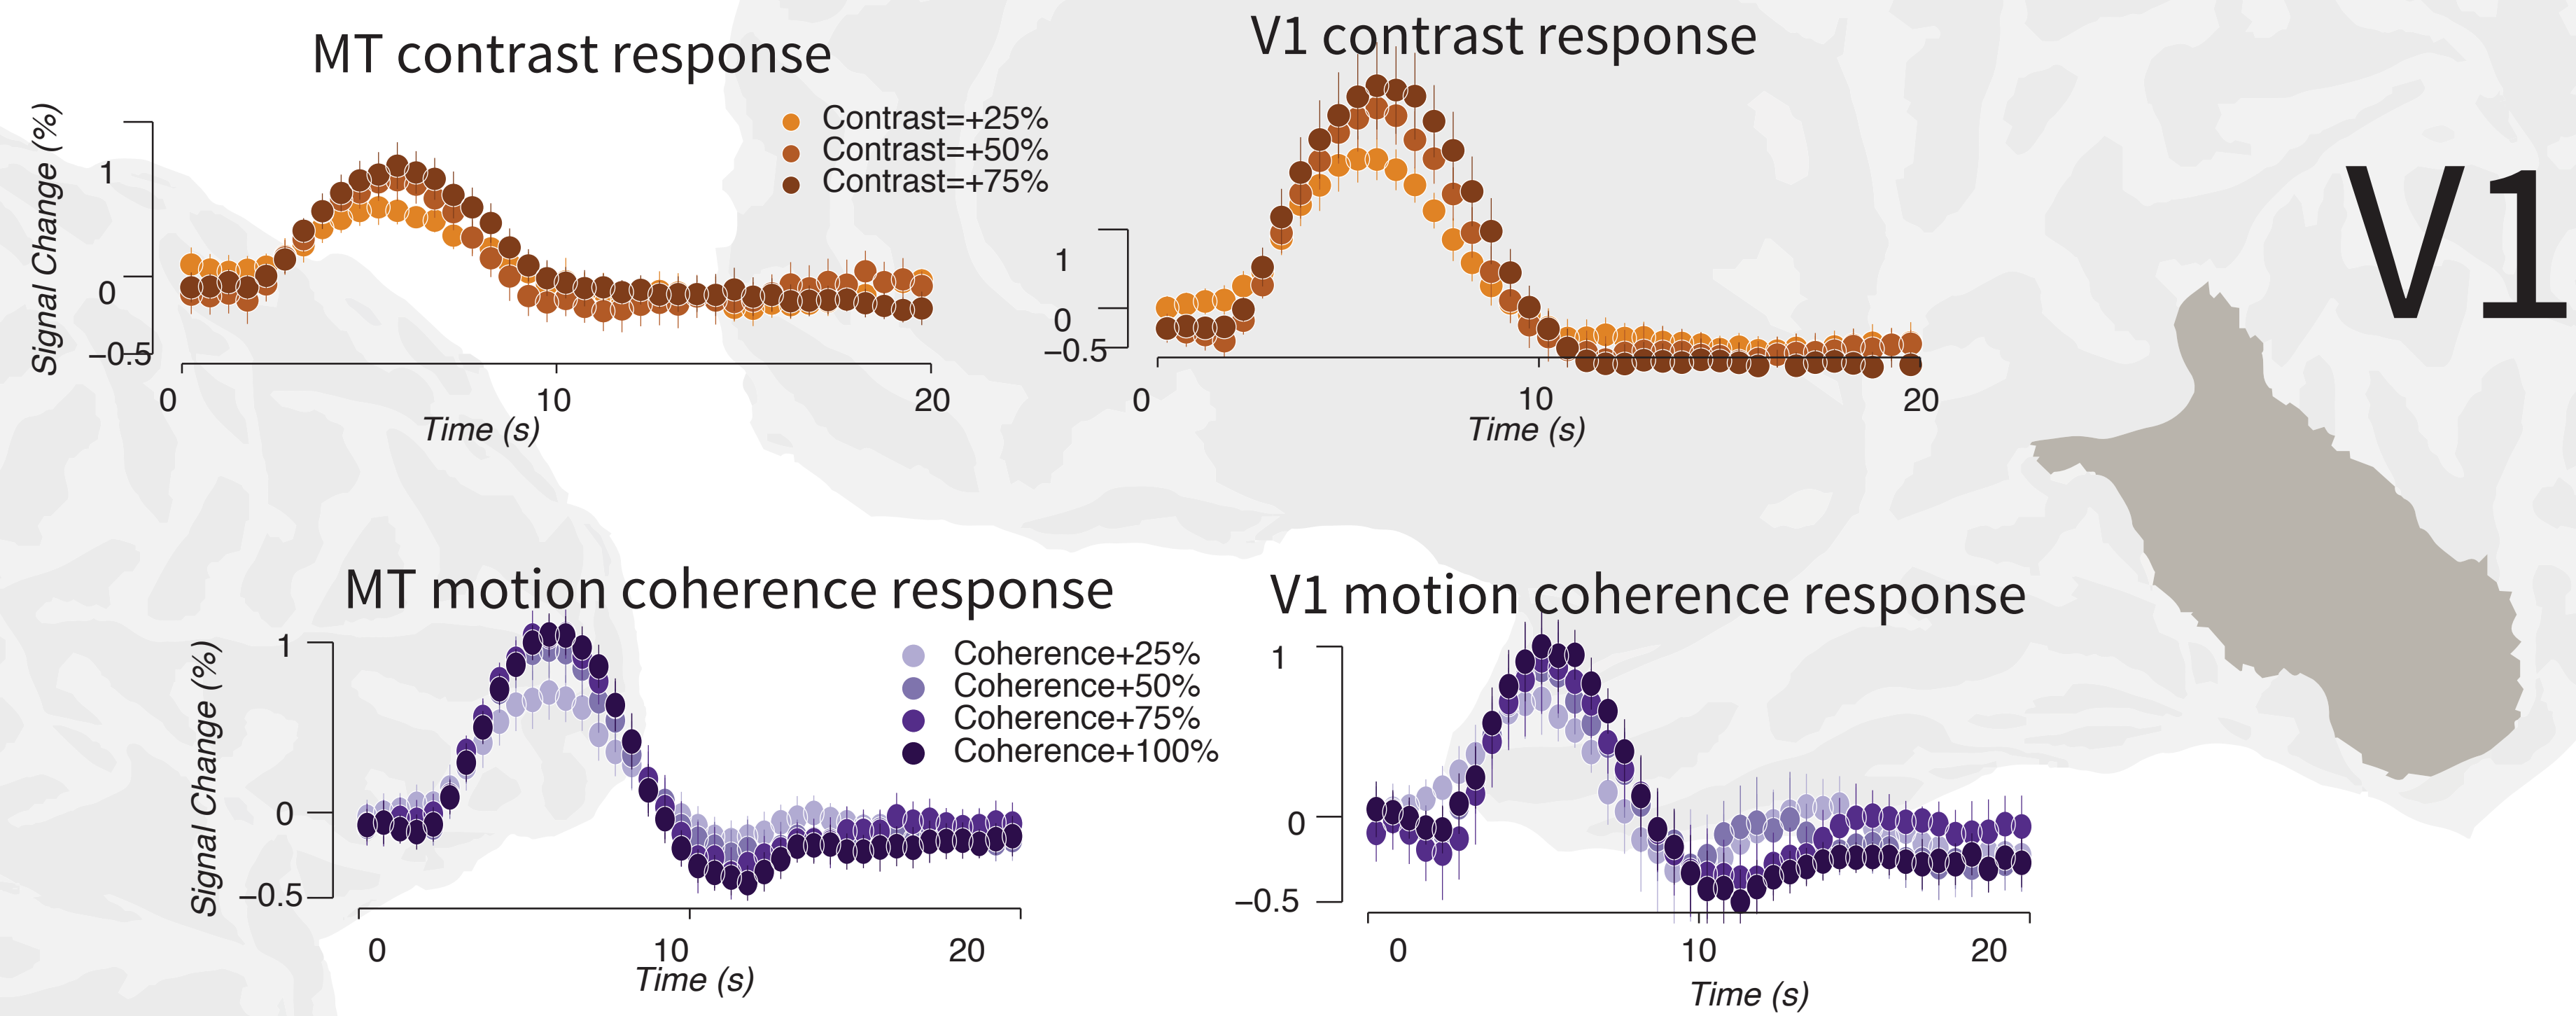 MT contrast response
V1 contrast response
Signal Change (%)
1
0
−0.5
Contrast=+25%
Contrast=+50%
Contrast=+75%
0
10
20
Time (s)
1
0
−0.5
0
10
20
Time (s)
V1
MT motion coherence response
V1 motion coherence response
Signal Change (%)
1
0
−0.5
Coherence+25%
Coherence+50%
Coherence+75%
Coherence+100%
0
10
20
Time (s)
1
0
−0.5
0
10
20
Time (s)